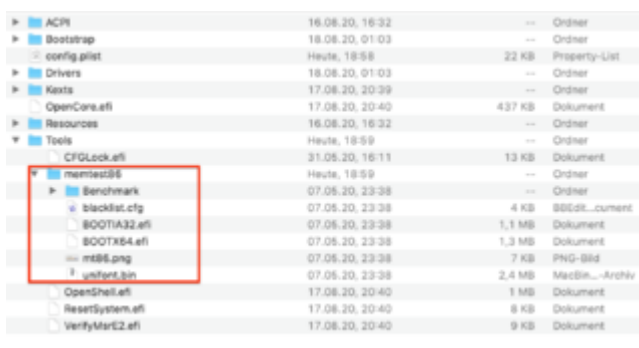 ACPI 16.08.20, 16:32 -- Ordner
Bootstrap 18.08.20, 01:03 -- Ordner
config.plist Heute, 18:58 22 KB Property-List
Drivers 18.08.20, 01:03 -- Ordner
Kexts 17.08.20, 20:39 -- Ordner
OpenCore.efi 17.08.20, 20:40 437 KB Dokument
Resources 16.08.20, 16:32 -- Ordner
Tools Heute, 18:59 -- Ordner
CFGLock.efi 31.05.20, 16:11 13 KB Dokument
memtest86 Heute, 18:59 -- Ordner
Benchmark 07.05.20, 23:38 -- Ordner
blacklist.cfg 07.05.20, 23:38 4 KB BBEdit...cument
BOOTIA32.efi 07.05.20, 23:38 1,1 MB Dokument
BOOTX64.efi 07.05.20, 23:38 1,3 MB Dokument
mt86.png 07.05.20, 23:38 7 KB PNG-Bild
unifont.bin 07.05.20, 23:38 2,4 MB MacBin...-Archiv
OpenShell.efi 17.08.20, 20:40 1 MB Dokument
ResetSystem.efi 17.08.20, 20:40 8 KB Dokument
VerifyMsrE2.efi 17.08.20, 20:40 9 KB Dokument